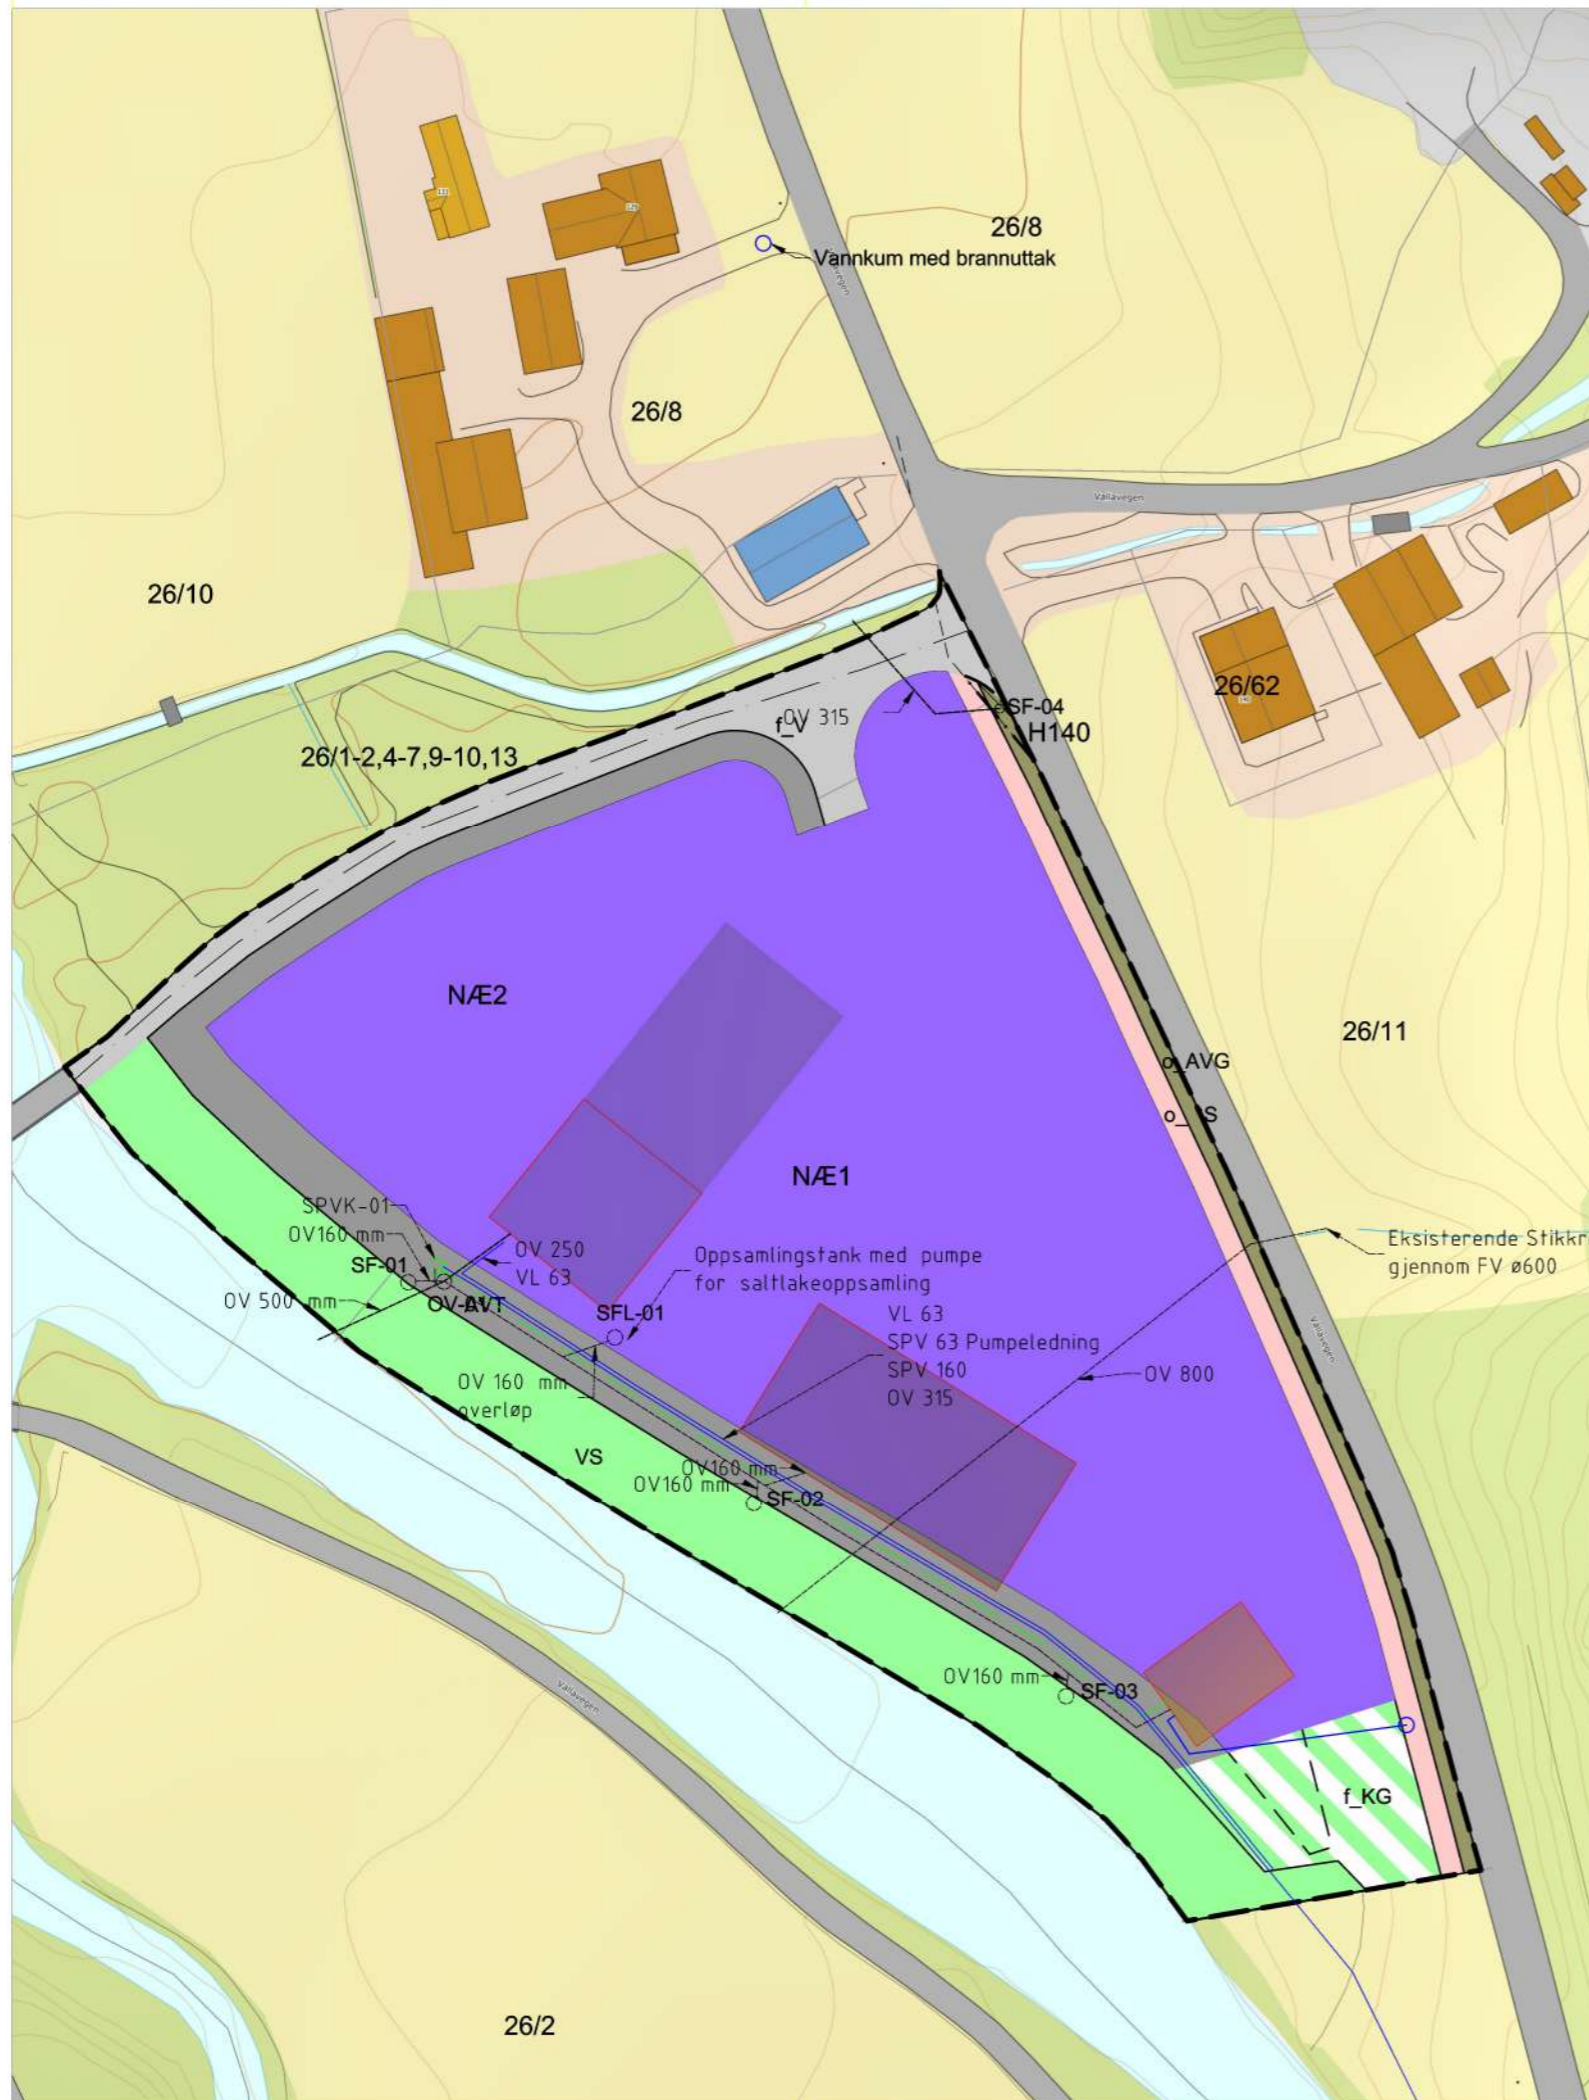 26/8
Vannkum med brannuttak
26/8
Vallavegen
26/10
26/62
SF-04
OV 315
f_V
H140
26/1-2,4-7,9-10,13
NÆ2
26/11
o_AVG
NÆ1
SPVK-01
OV160 mm
OV 250
VL 63
Oppsamlingstank med pumpe
for saltlakeoppsamling
Eksisterende Stikkr
gjennom FV ø600
SF-01
OV 500 mm
SFL-01
VL 63
SPV 63 Pumpeledning
SPV 160
OV 315
Vallavegen
OV 800
OV 160 mm
overløp
VS
OV160 mm
OV160 mm
SF-02
OV160 mm
SF-03
Vallavegen
f_KG
26/2